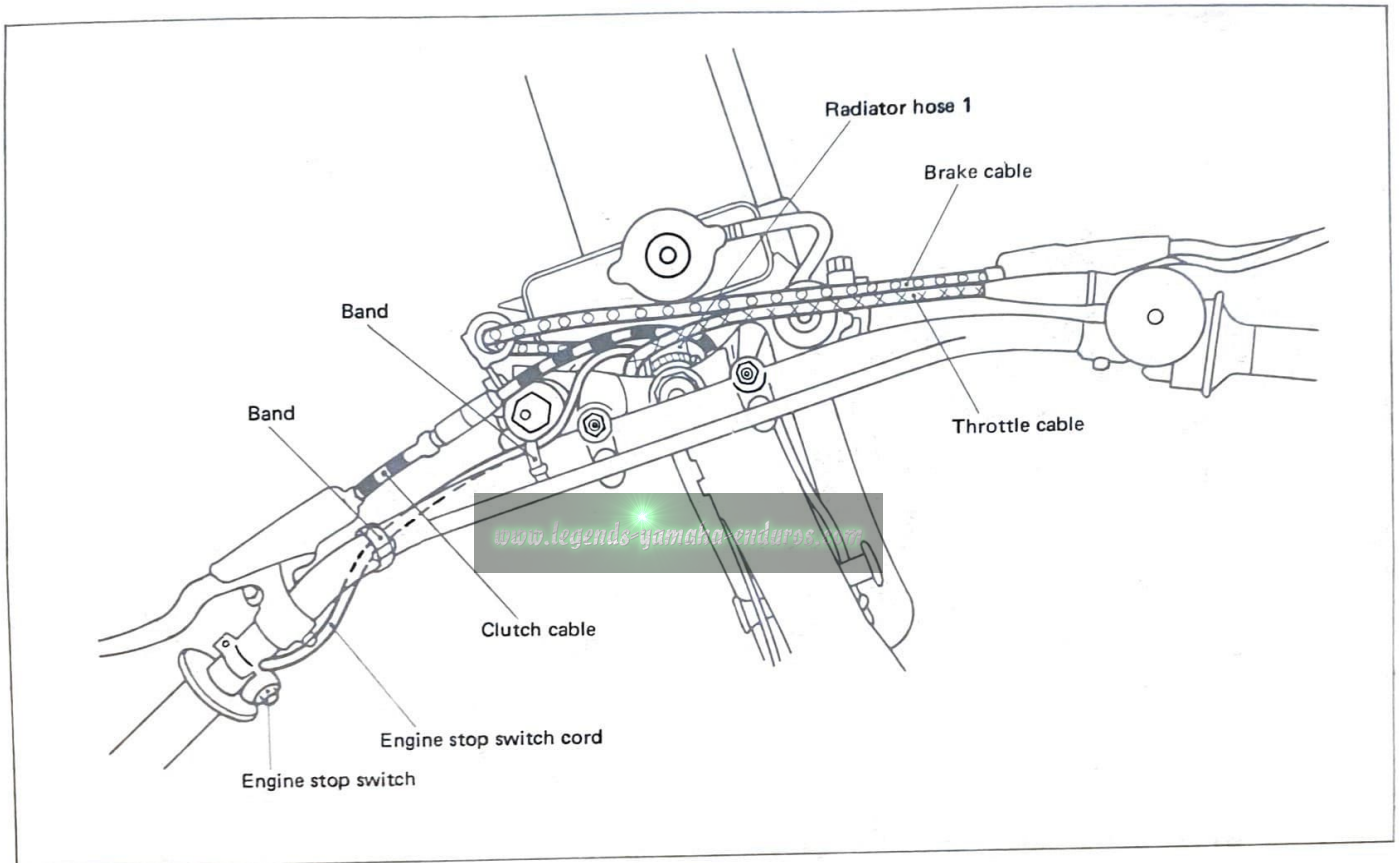 Radiator hose 1
Brake cable
Band
Band
Throttle cable
www.legends-yamaha-enduros.com
Clutch cable
Engine stop switch cord
Engine stop switch